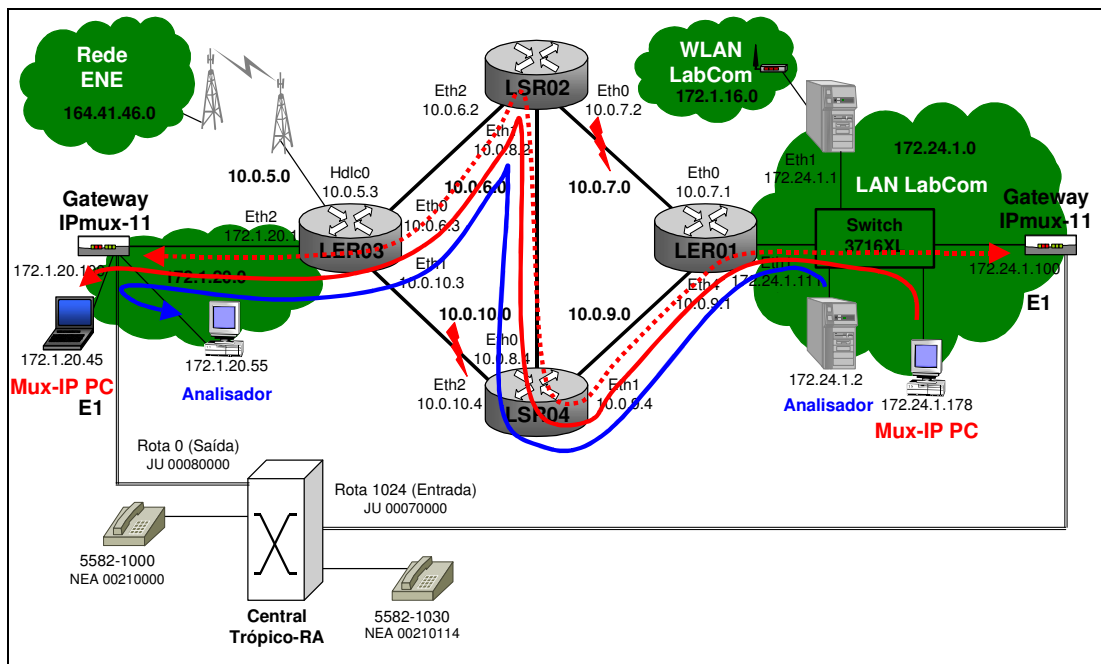 Rede
ENE
164.41.46.0
LSR02
Eth2
10.0.6.2
Eth0
10.0.7.2
Eth1
10.0.8.2
WLAN
LabCom
172.1.16.0
Eth1
172.24.1.1
172.24.1.0
LAN LabCom
10.0.5.0
Hdlc0
10.0.5.3
10.0.6.0
10.0.7.0
Eth0
10.0.7.1
Gateway
IPmux-11
Eth2
172.1.20.1
LER03
Eth0
10.0.6.3
LER01
Switch
3716XL
Gateway
IPmux-11
172.24.1.100
E1
172.1.20.0
Eth1
10.0.10.3
172.24.1.111
Eth4
10.0.9.1
172.1.20.45
Mux-IP PC
E1
172.1.20.55
Analisador
10.0.10.0
10.0.9.0
Eth0
10.0.8.4
Eth2
10.0.10.4
LSR04
Eth1
10.0.9.4
172.24.1.2
Analisador
172.24.1.178
Mux-IP PC
Rota 0 (Saída)
JU 00080000
Rota 1024 (Entrada)
JU 00070000
5582-1000
NEA 00210000
Central
Trópico-RA
5582-1030
NEA 00210114